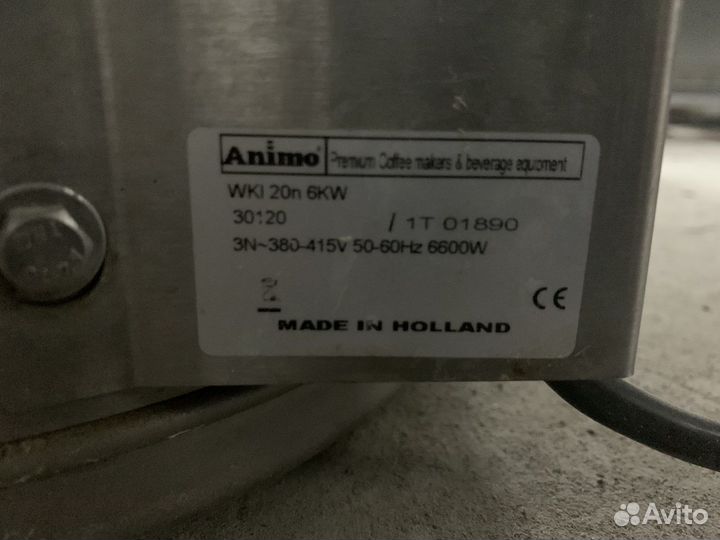 Animo Premium Coffee makers & beverage equipment
WKI 20n 6KW
30120 / 1T 01890
3N~380-415V 50-60Hz 6600W
CE
MADE IN HOLLAND
Avito